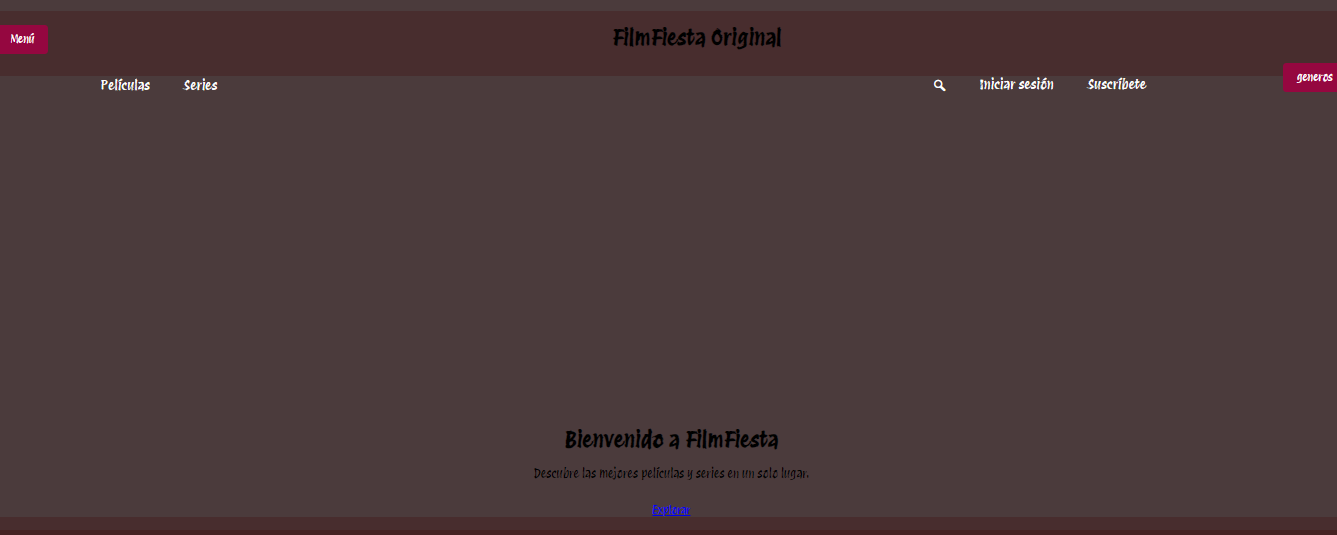 Menú
FilmFiesta Original
generos
Películas Series Iniciar sesión Suscríbete
Bienvenido a FilmFiesta
Descubre las mejores películas y series en un solo lugar.
Explorar